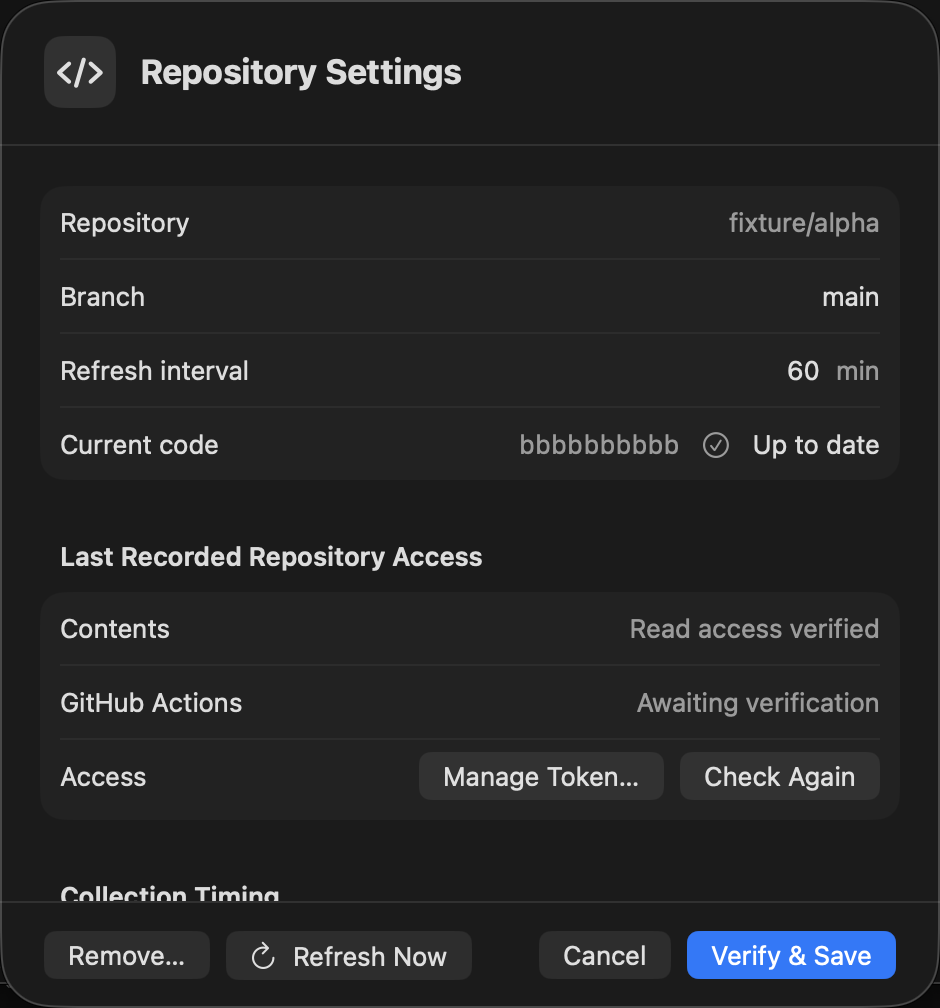 </>
Repository Settings
Repository fixture/alpha
Branch main
Refresh interval 60 min
Current code bbbbbbbbbb Up to date
Last Recorded Repository Access
Contents Read access verified
GitHub Actions Awaiting verification
Access Manage Token... Check Again
Collection Timing
Remove... Refresh Now Cancel Verify & Save